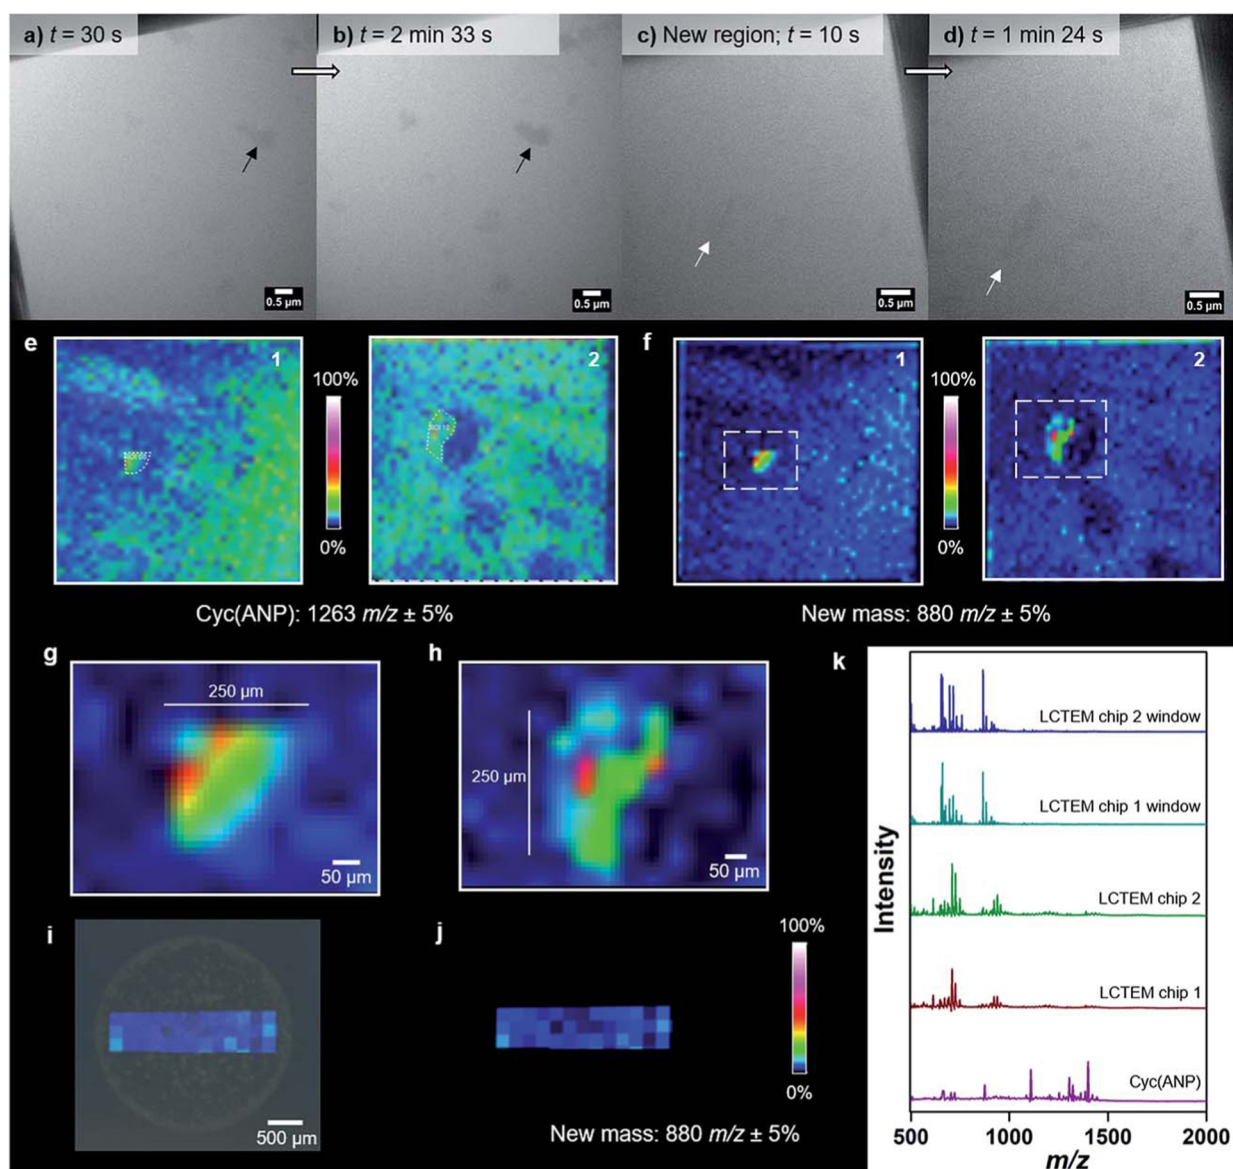 a) t = 30 s
b) t = 2 min 33 s
c) New region; t = 10 s
d) t = 1 min 24 s
0.5 µm
0.5 µm
0.5 µm
0.5 µm
e
1
100%
0%
2
f
1
100%
0%
2
Cyc(ANP): 1263 m/z ± 5%
New mass: 880 m/z ± 5%
g
250 µm
50 µm
h
250 µm
50 µm
i
500 µm
j
100%
0%
New mass: 880 m/z ± 5%
k
Intensity
LCTEM chip 2 window
LCTEM chip 1 window
LCTEM chip 2
LCTEM chip 1
Cyc(ANP)
500 1000 1500 2000
m/z